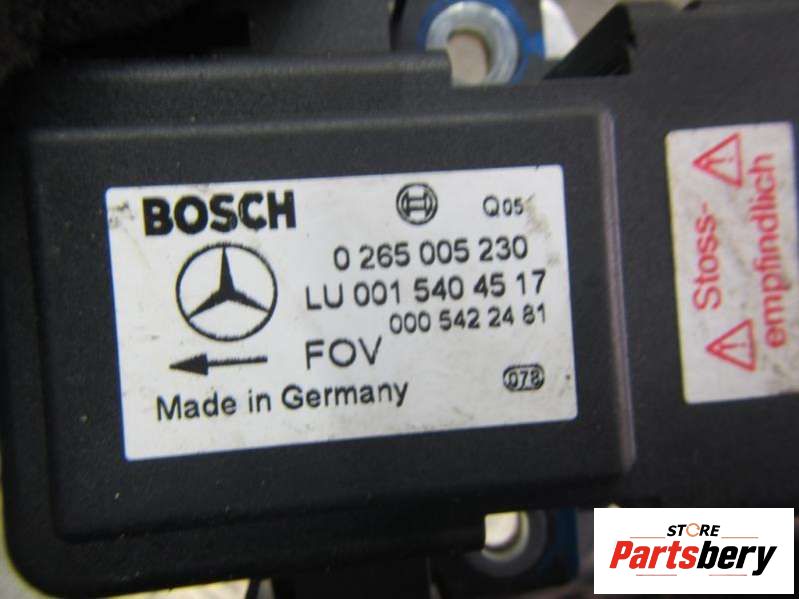 BOSCH
Q05
0 265 005 230
LU 001 540 45 17
000 542 24 81
FOV
078
Made in Germany
Stoss-
empfindlich
STORE
Partsbery